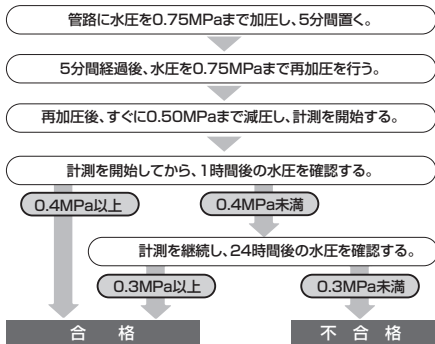 管路に水圧を0.75MPaまで加圧し、5分間置く。
5分間経過後、水圧を0.75MPaまで再加圧を行う。
再加圧後、すぐに0.50MPaまで減圧し、計測を開始する。
計測を開始してから、1時間後の水圧を確認する。
0.4MPa以上
0.4MPa未満
計測を継続し、24時間後の水圧を確認する。
0.3MPa以上
0.3MPa未満
合 格
不 合 格